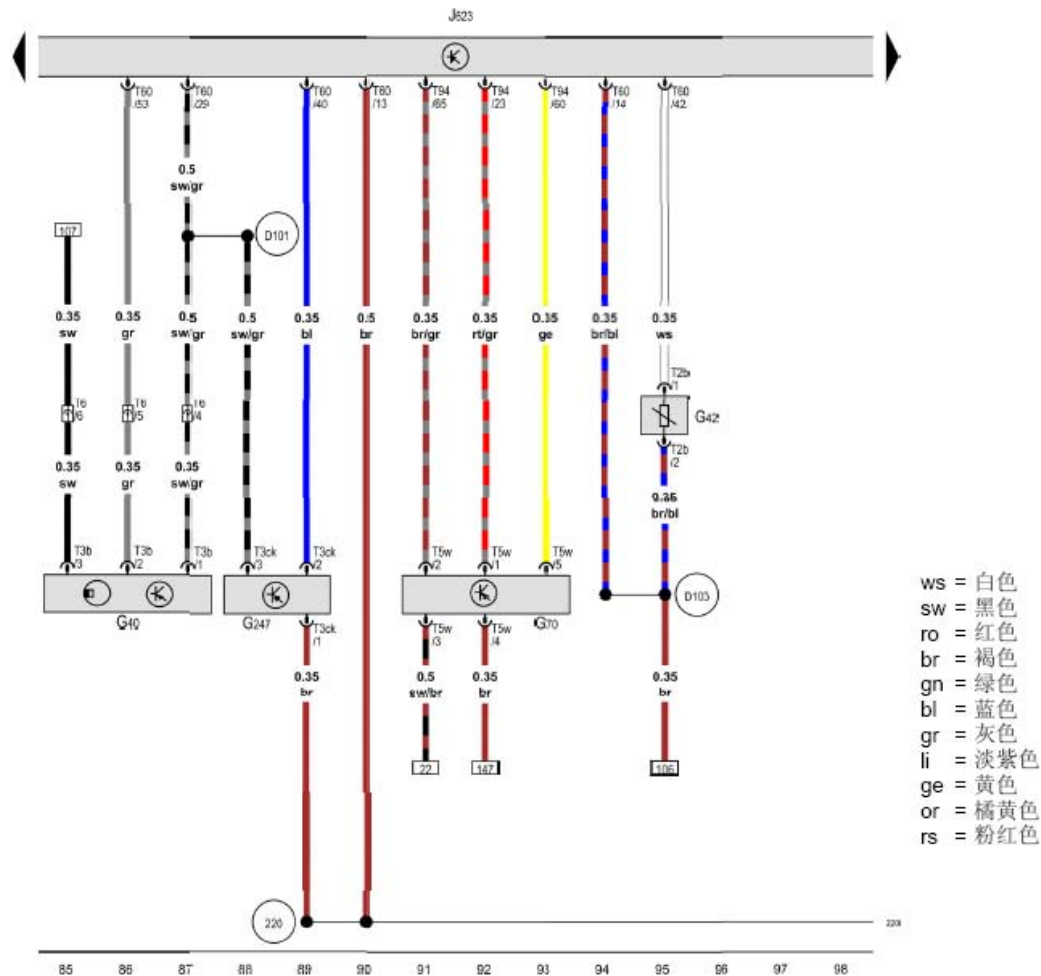 J623
T60 /53
T60 /29
T60 /40
T60 /13
T94 /65
T94 /23
T94 /60
T60 /14
T60 /42
0.5
sw/gr
107
D101
0.35 sw
0.35 gr
0.5 sw/gr
0.5 sw/gr
0.35 bl
0.5 br
0.35 br/gr
0.35 rt/gr
0.35 ge
0.35 br/bl
0.35 ws
T2b /1
T6 /6
T6 /5
T6 /4
G42
T2b /2
0.35 sw
0.35 gr
0.35 sw/gr
0.35 br/bl
T3b /3
T3b /2
T3b /1
T3ck /3
T3ck /2
T5w /2
T5w /1
T5w /5
D103
G40
G247
G70
T3ck /1
T5w /3
T5w /4
0.35 br
0.5 sw/br
0.35 br
0.35 br
22
147
106
220
220
85 86 87 88 89 90 91 92 93 94 95 96 97 98
ws = 白色
sw = 黑色
ro = 红色
br = 褐色
gn = 绿色
bl = 蓝色
gr = 灰色
li = 淡紫色
ge = 黄色
or = 橘黄色
rs = 粉红色